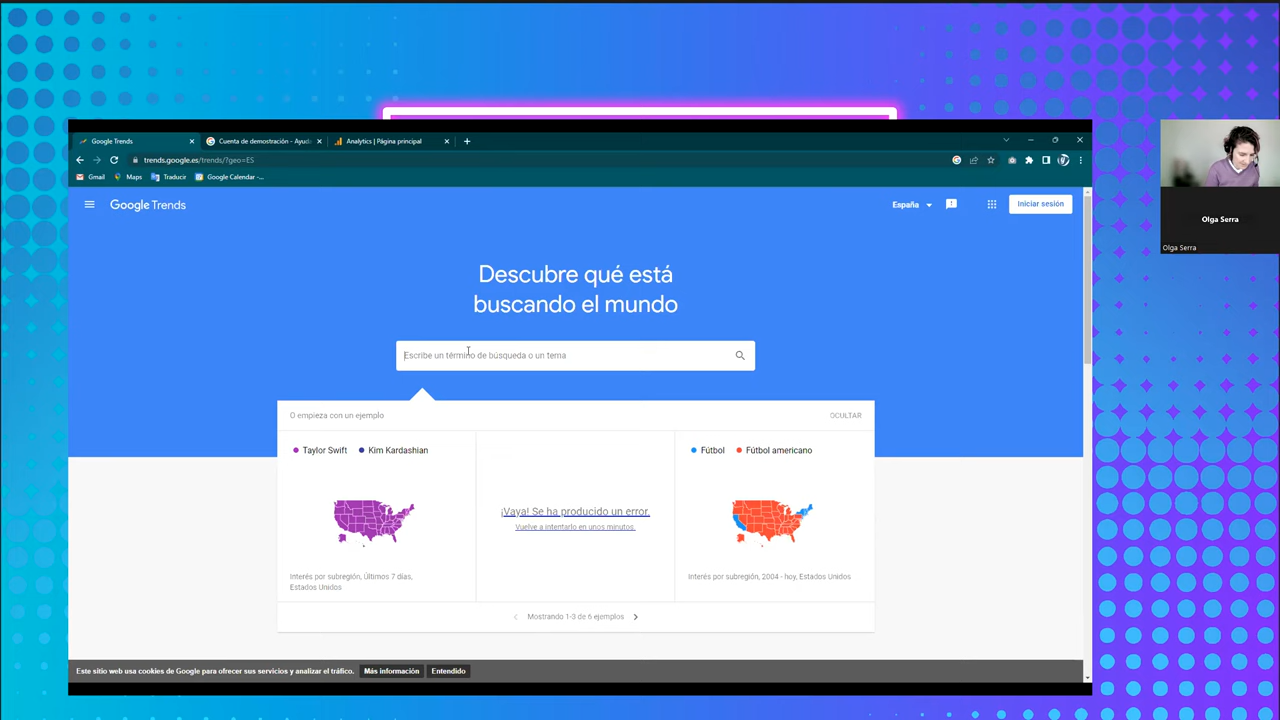 Google Trends
Cuenta de demostración - Ayuda
Analytics | Página principal
trends.google.es/trends/?geo=ES
Gmail
Maps
Traducir
Google Calendar -...
Google Trends
España
Iniciar sesión
Descubre qué está
buscando el mundo
Escribe un término de búsqueda o un tema
O empieza con un ejemplo
OCULTAR
Taylor Swift
Kim Kardashian
Fútbol
Fútbol americano
¡Vaya! Se ha producido un error.
Vuelve a intentarlo en unos minutos.
Interés por subregión, Últimos 7 días,
Estados Unidos
Interés por subregión, 2004 - hoy, Estados Unidos
Mostrando 1-3 de 6 ejemplos
Este sitio web usa cookies de Google para ofrecer sus servicios y analizar el tráfico.
Más información
Entendido
Olga Serra
Olga Serra